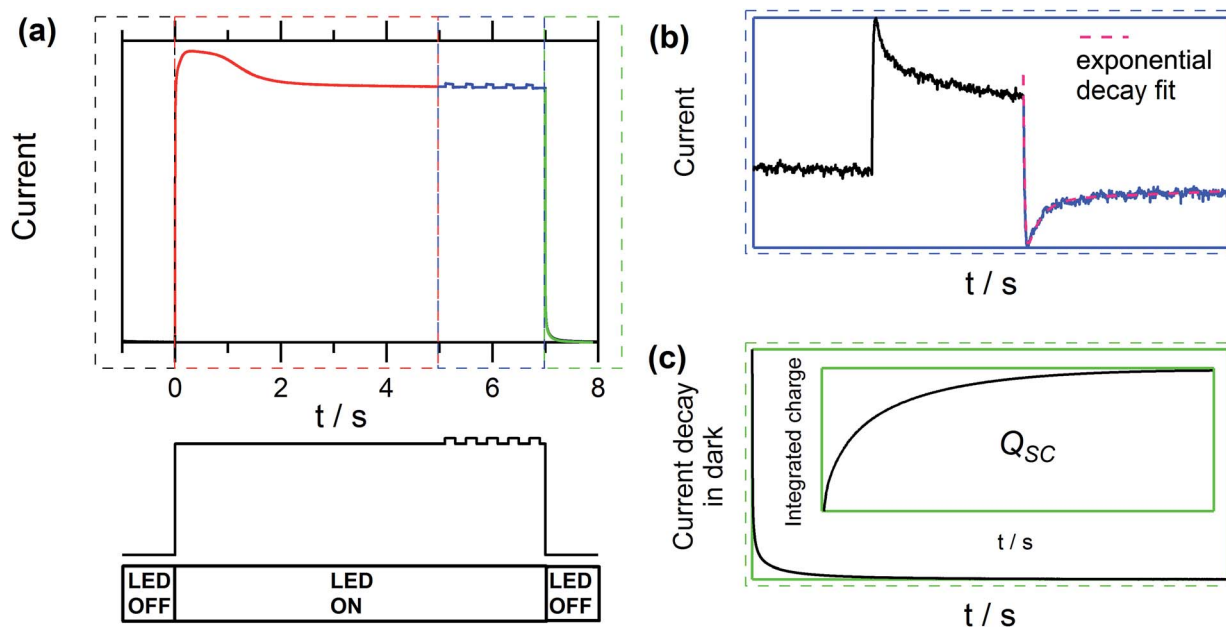 (a)
Current
0 2 4 6 8
t / s
LED OFF
LED ON
LED OFF
(b)
Current
exponential
decay fit
t / s
(c)
Current decay
in dark
Integrated charge
QSC
t / s
t / s